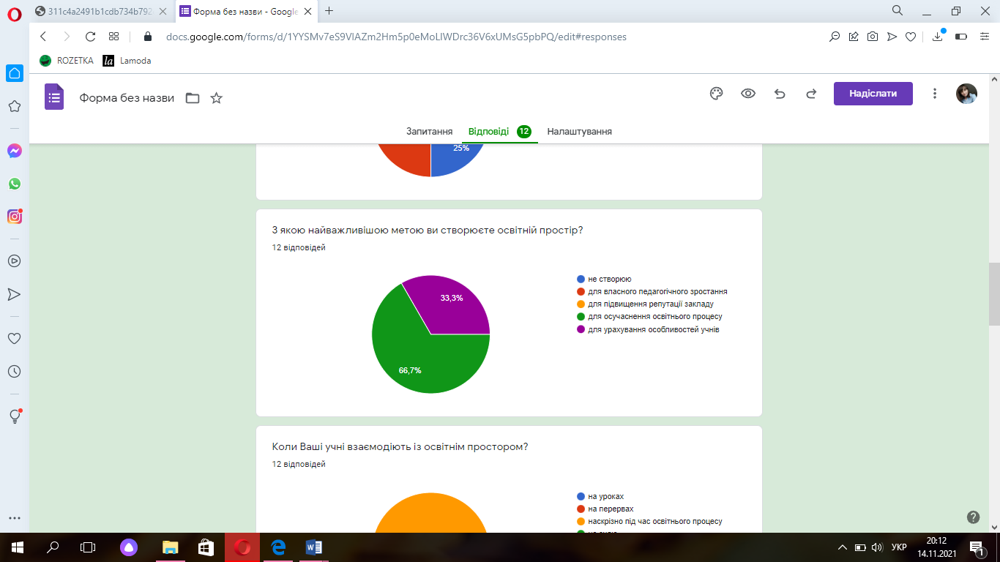 311c4a2491b1cdb734b792
Форма без назви - Google
docs.google.com/forms/d/1YYSMv7eS9VlAZm2Hm5p0eMoLlWDrc36V6xUMsG5pbPQ/edit#responses
ROZETKA
la Lamoda
Форма без назви
Надіслати
Запитання Відповіді 12 Налаштування
25%
З якою найважливішою метою ви створюєте освітній простір?
12 відповідей
33,3%
66,7%
не створюю
для власного педагогічного зростання
для підвищення репутації закладу
для осучаснення освітнього процесу
для урахування особливостей учнів
Коли Ваші учні взаємодіють із освітнім простором?
12 відповідей
на уроках
на перервах
наскрізно під час освітнього процесу
УКР
20:12
14.11.2021
1